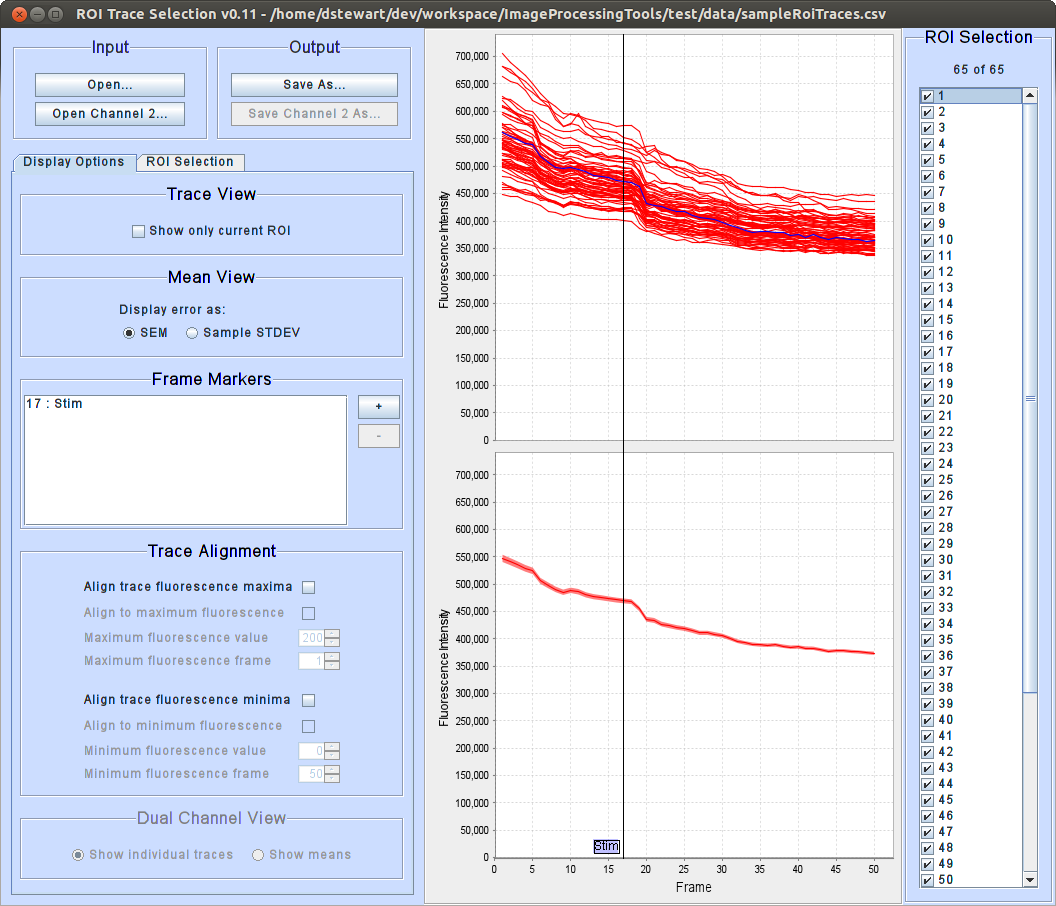 ROI Trace Selection v0.11 - /home/dstewart/dev/workspace/ImageProcessingTools/test/data/sampleRoiTraces.csv
Input
Open...
Open Channel 2...
Output
Save As...
Save Channel 2 As...
Display Options
ROI Selection
Trace View
Show only current ROI
Mean View
Display error as:
SEM
Sample STDEV
Frame Markers
17 : Stim
+
-
Trace Alignment
Align trace fluorescence maxima
Align to maximum fluorescence
Maximum fluorescence value 200
Maximum fluorescence frame 1
Align trace fluorescence minima
Align to minimum fluorescence
Minimum fluorescence value 0
Minimum fluorescence frame 50
Dual Channel View
Show individual traces
Show means
Fluorescence Intensity
700,000
650,000
600,000
550,000
500,000
450,000
400,000
350,000
300,000
250,000
200,000
150,000
100,000
50,000
0
Fluorescence Intensity
700,000
650,000
600,000
550,000
500,000
450,000
400,000
350,000
300,000
250,000
200,000
150,000
100,000
50,000
0
Stim
0 5 10 15 20 25 30 35 40 45 50
Frame
ROI Selection
65 of 65
1
2
3
4
5
6
7
8
9
10
11
12
13
14
15
16
17
18
19
20
21
22
23
24
25
26
27
28
29
30
31
32
33
34
35
36
37
38
39
40
41
42
43
44
45
46
47
48
49
50